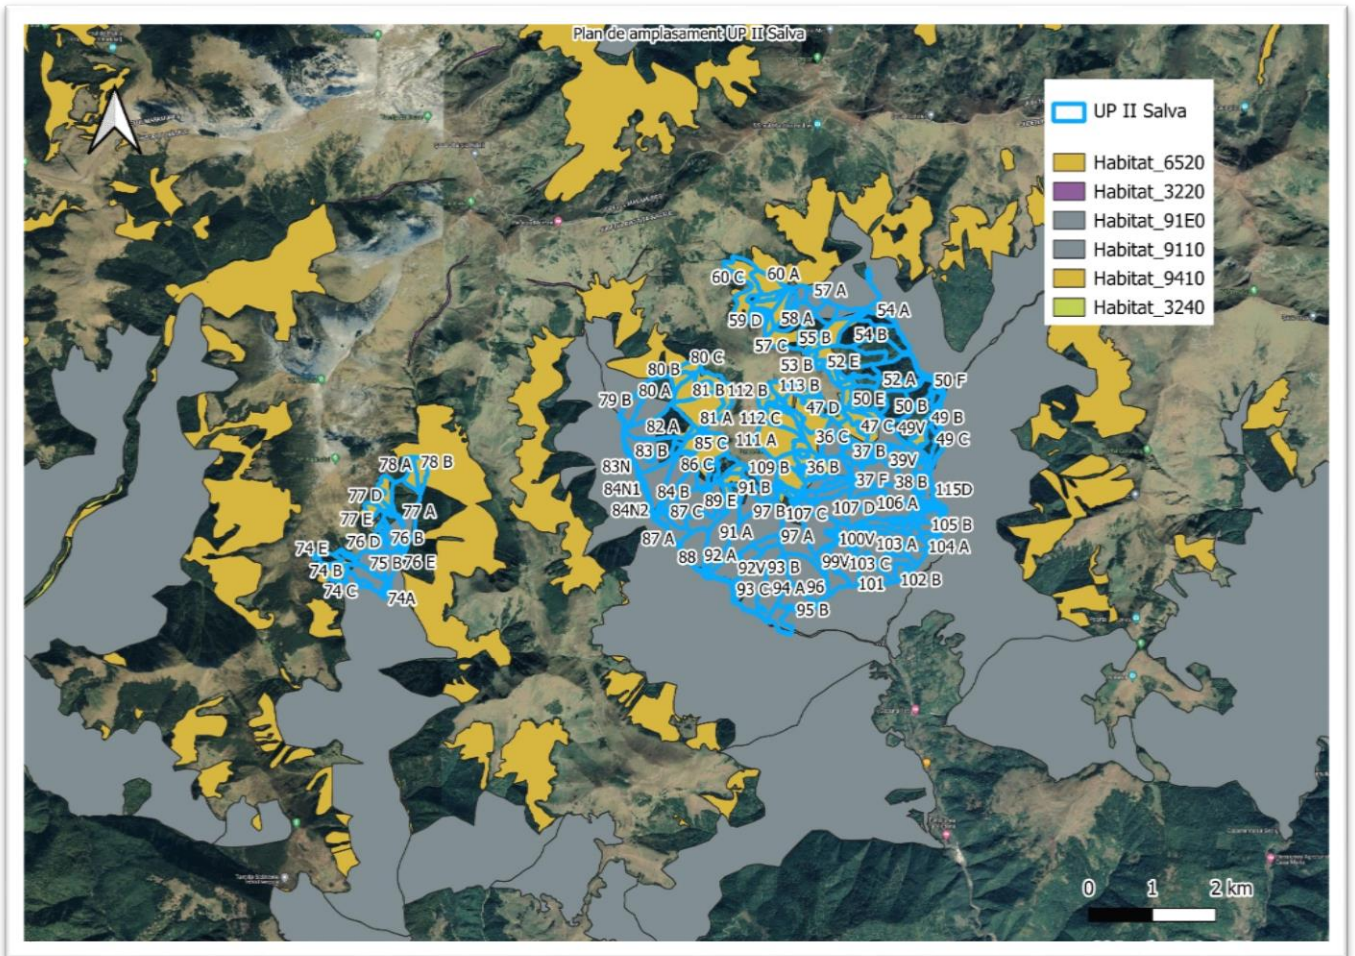 Plan de amplasament UP II Salva
UP II Salva
Habitat_6520
Habitat_3220
Habitat_91E0
Habitat_9110
Habitat_9410
Habitat_3240
60 C
60 A
57 A
54 A
59 D
58 A
55 B
54 B
57 C
80 C
53 B
52 E
80 B
80 A
81 B
112 B
113 B
52 A
50 F
79 B
50 E
50 B
47 D
81 A
112 C
49 B
82 A
47 C
49V
85 C
111 A
36 C
49 C
83 B
37 B
39V
78 A
78 B
83N
86 C
109 B
36 B
37 F
38 B
77 D
84N1
84 B
89 E
91 B
115D
77 E
77 A
84N2
87 C
97 B
107 C
107 D
106 A
105 B
76 D
76 B
87 A
91 A
97 A
100V
103 A
104 A
74 E
74 B
75 B
76 E
88
92 A
92V
93 B
99V
103 C
74 C
74A
93 C
94 A
96
101
102 B
95 B
0 1 2 km